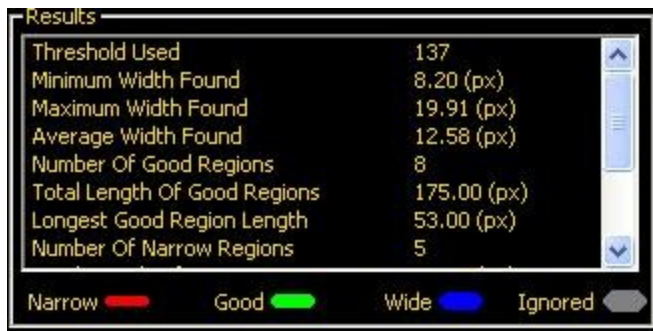 Results
Threshold Used 137
Minimum Width Found 8.20 (px)
Maximum Width Found 19.91 (px)
Average Width Found 12.58 (px)
Number Of Good Regions 8
Total Length Of Good Regions 175.00 (px)
Longest Good Region Length 53.00 (px)
Number Of Narrow Regions 5
Narrow Good Wide Ignored